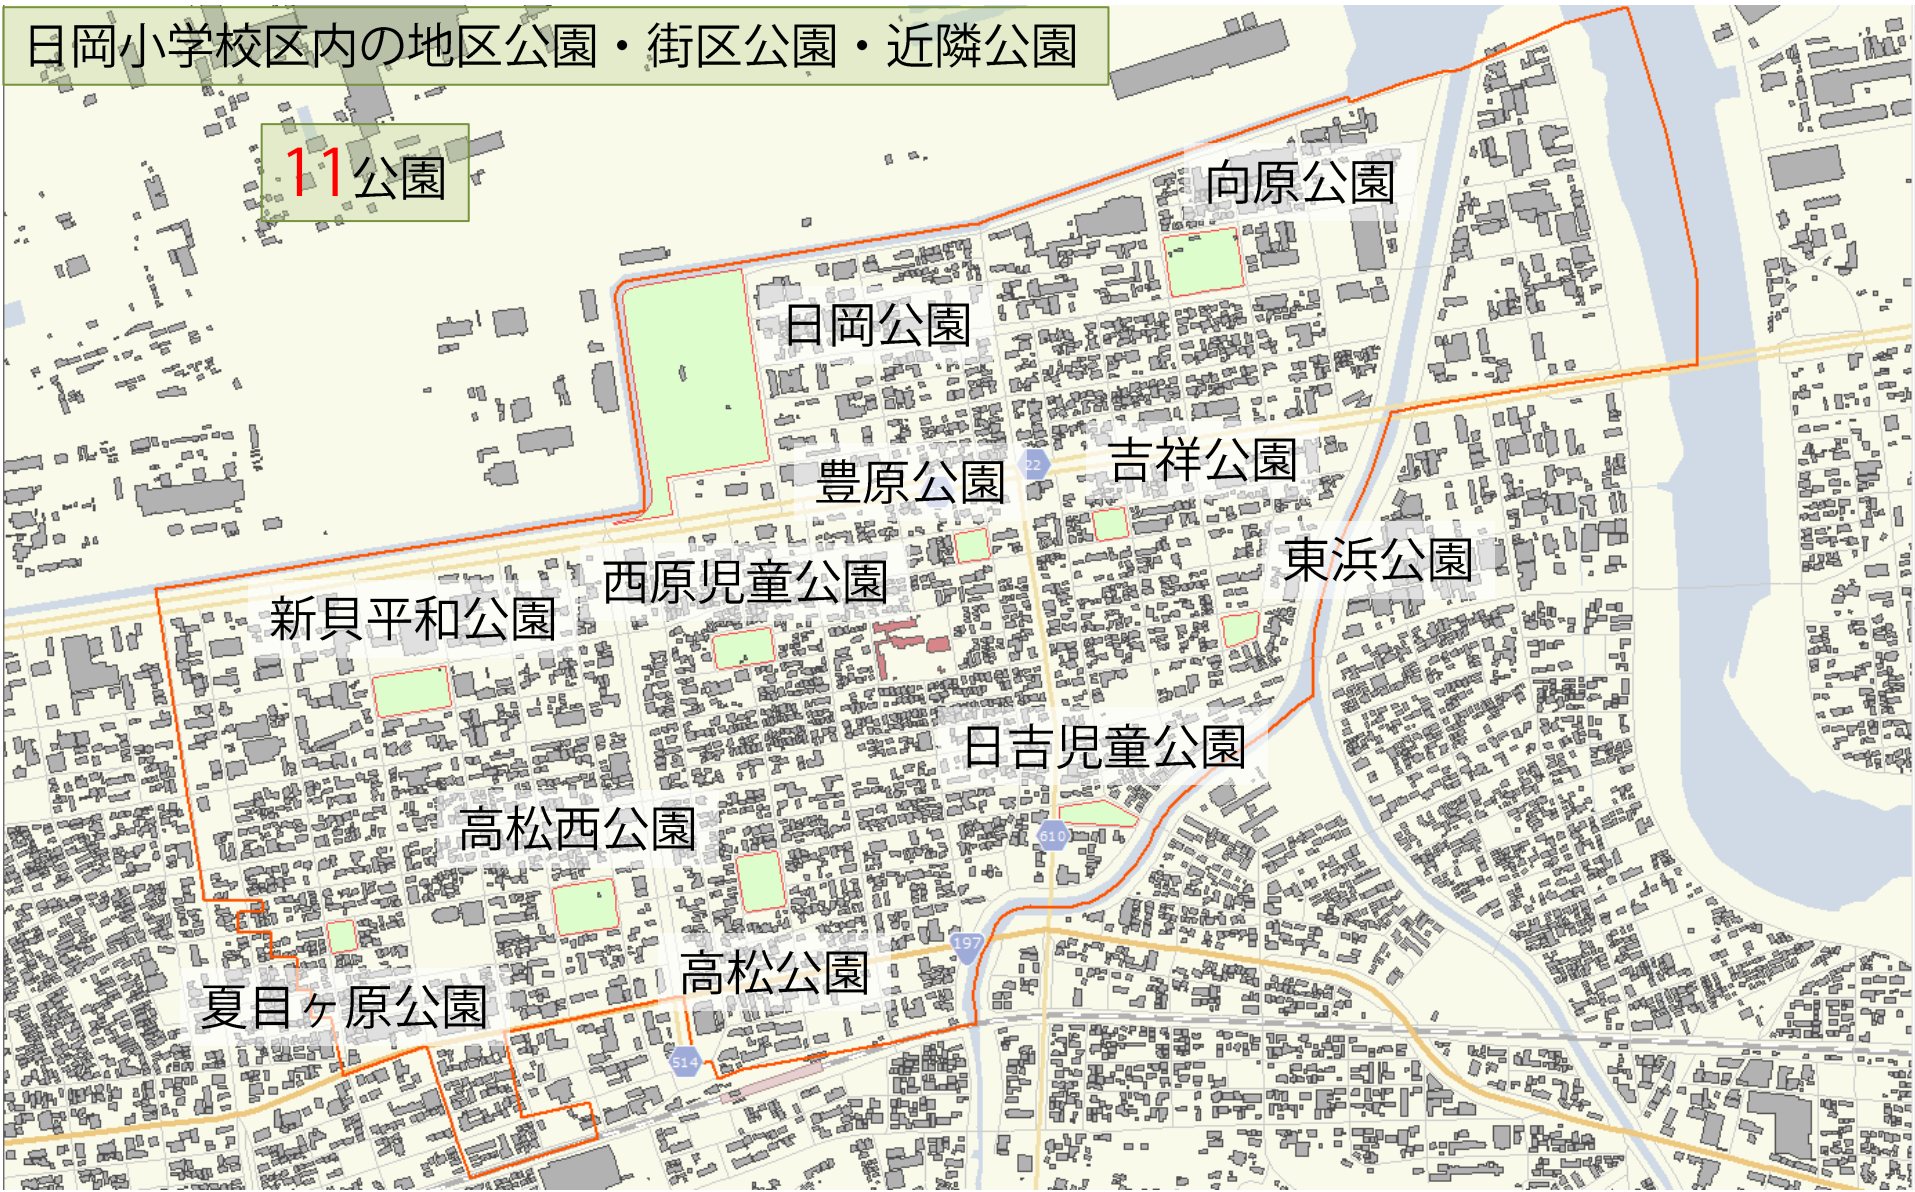 日岡小学校区内の地区公園・街区公園・近隣公園
11公園
向原公園
日岡公園
吉祥公園
22
豊原公園
東浜公園
西原児童公園
新貝平和公園
日吉児童公園
高松西公園
610
197
高松公園
夏目ヶ原公園
514